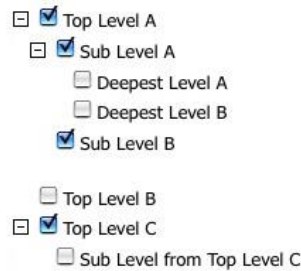 Top Level A
Sub Level A
Deepest Level A
Deepest Level B
Sub Level B
Top Level B
Top Level C
Sub Level from Top Level C